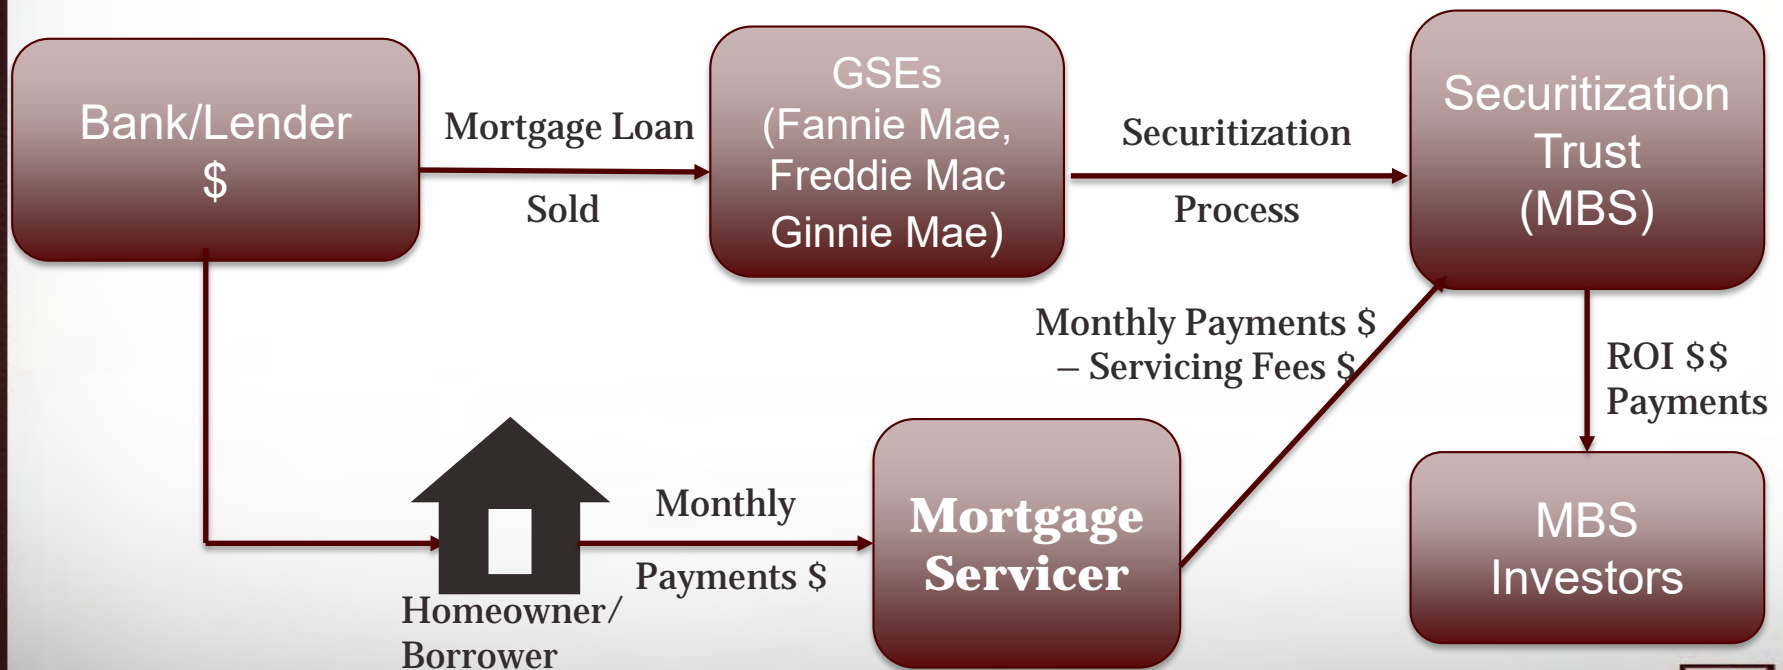 Bank/Lender
$
Mortgage Loan
Sold
GSEs
(Fannie Mae,
Freddie Mac
Ginnie Mae)
Securitization
Process
Securitization
Trust
(MBS)
Monthly Payments $
– Servicing Fees $
ROI $$
Payments
Homeowner/
Borrower
Monthly
Payments $
Mortgage
Servicer
MBS
Investors